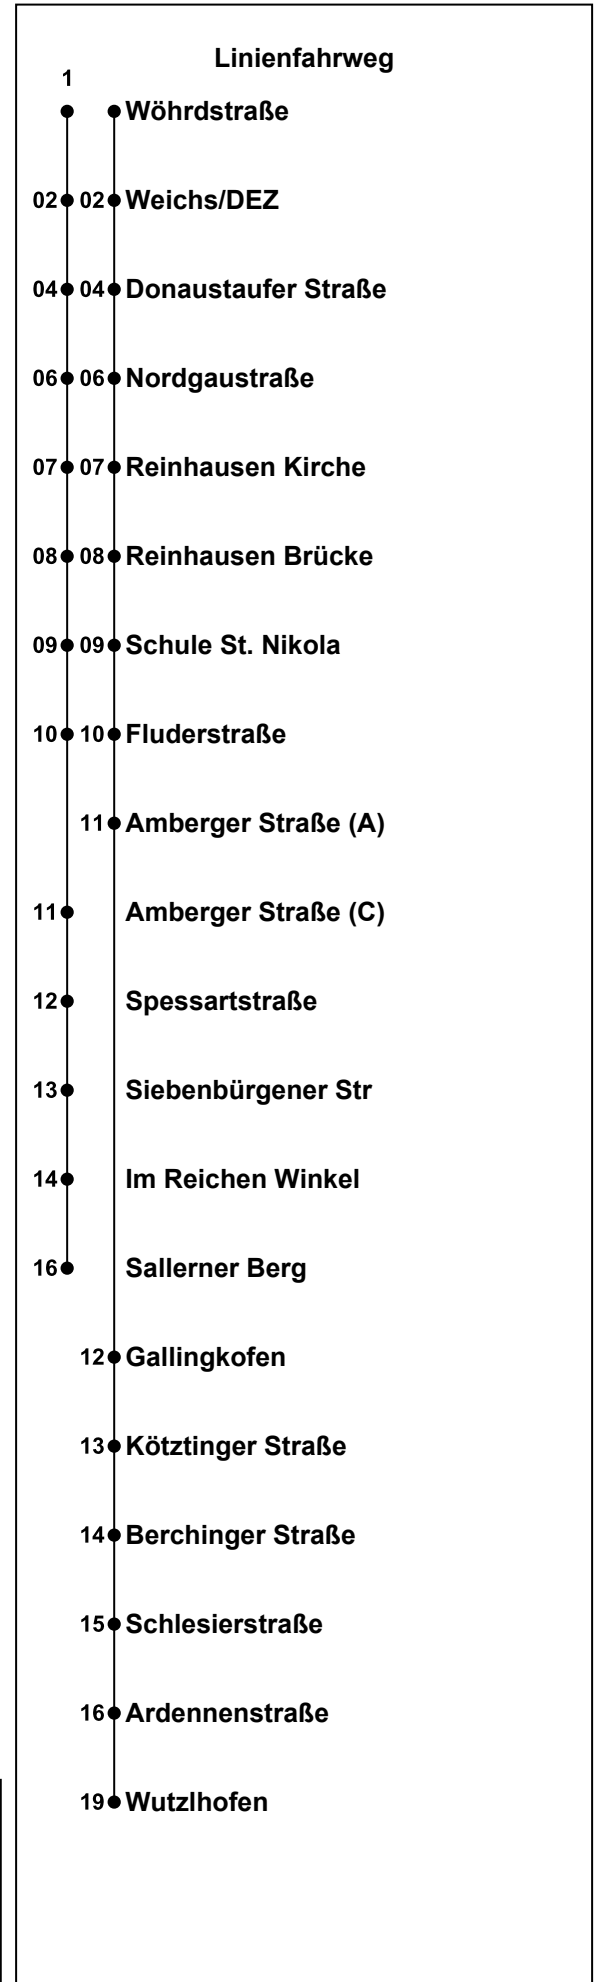 Linienfahrweg
1
Wöhrdstraße
02 02 Weichs/DEZ
04 04 Donaustaufer Straße
06 06 Nordgaustraße
07 07 Reinhausen Kirche
08 08 Reinhausen Brücke
09 09 Schule St. Nikola
10 10 Fluderstraße
11 Amberger Straße (A)
11 Amberger Straße (C)
12 Spessartstraße
13 Siebenbürgener Str
14 Im Reichen Winkel
16 Sallerner Berg
12 Gallingkofen
13 Kötztinger Straße
14 Berchinger Straße
15 Schlesierstraße
16 Ardennenstraße
19 Wutzlhofen